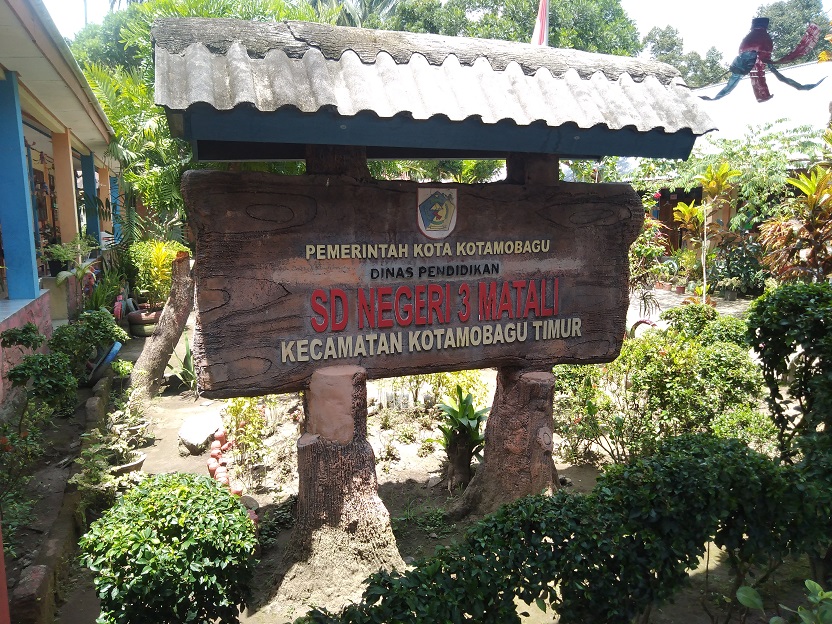 PEMERINTAH KOTA KOTAMOBAGU
DINAS PENDIDIKAN
SD NEGERI 3 MATALI
KECAMATAN KOTAMOBAGU TIMUR